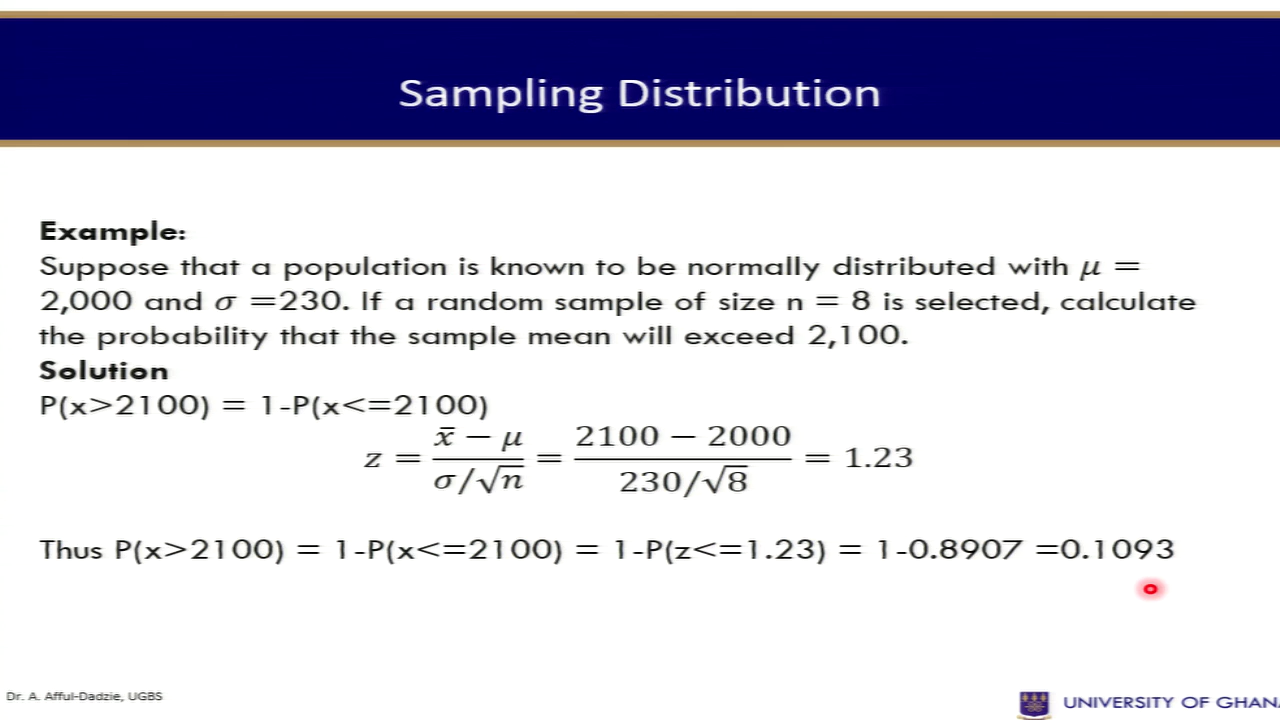 Sampling Distribution
Example:
Suppose that a population is known to be normally distributed with μ =
2,000 and σ =230. If a random sample of size n = 8 is selected, calculate
the probability that the sample mean will exceed 2,100.
Solution
P(x>2100) = 1-P(x<=2100)
z = (x̄ − μ)/(σ/√n) = (2100 − 2000)/(230/√8) = 1.23
Thus P(x>2100) = 1-P(x<=2100) = 1-P(z<=1.23) = 1-0.8907 =0.1093
Dr. A. Afful-Dadzie, UGBS
UNIVERSITY OF GHAN